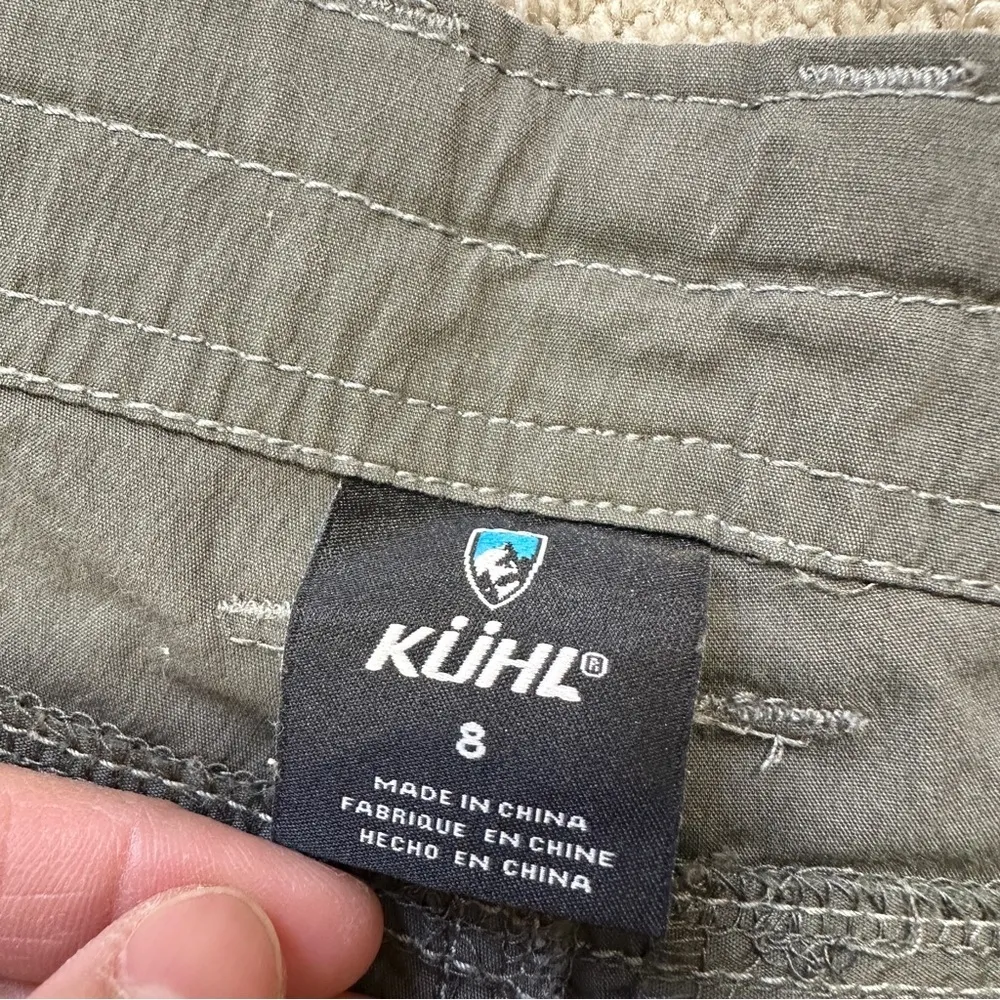 KÜHL®
8
MADE IN CHINA
FABRIQUE EN CHINE
HECHO EN CHINA